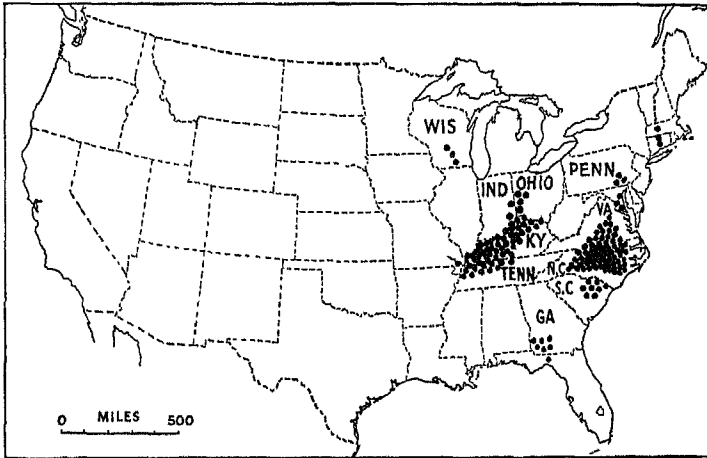 WIS
PENN
IND OHIO
VA
KY
TENN
N.C
S.C
GA
0 MILES 500